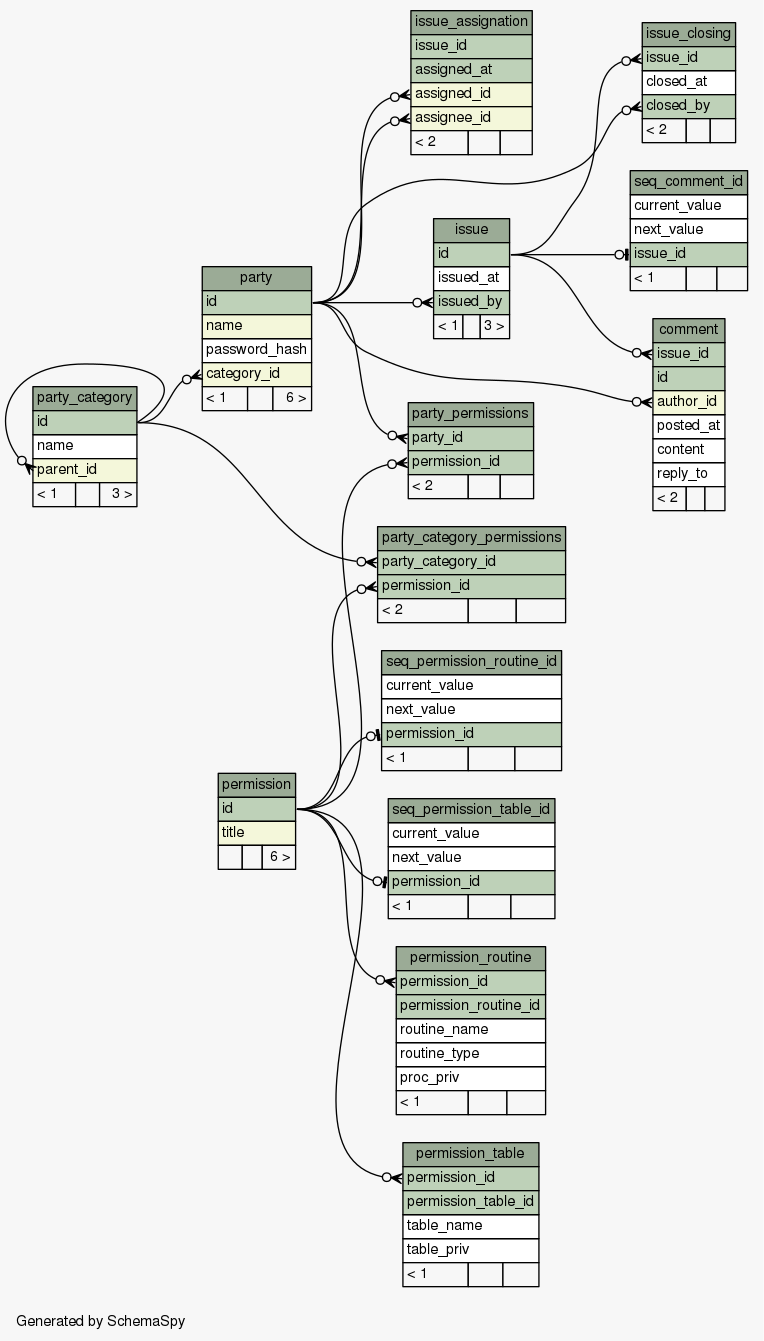 issue_assignation
issue_id
assigned_at
assigned_id
assignee_id
< 2
issue_closing
issue_id
closed_at
closed_by
< 2
seq_comment_id
current_value
next_value
issue_id
< 1
issue
id
issued_at
issued_by
< 1 3 >
party
id
name
password_hash
category_id
< 1 6 >
comment
issue_id
id
author_id
posted_at
content
reply_to
< 2
party_category
id
name
parent_id
< 1 3 >
party_permissions
party_id
permission_id
< 2
party_category_permissions
party_category_id
permission_id
< 2
seq_permission_routine_id
current_value
next_value
permission_id
< 1
permission
id
title
6 >
seq_permission_table_id
current_value
next_value
permission_id
< 1
permission_routine
permission_id
permission_routine_id
routine_name
routine_type
proc_priv
< 1
permission_table
permission_id
permission_table_id
table_name
table_priv
< 1
Generated by SchemaSpy